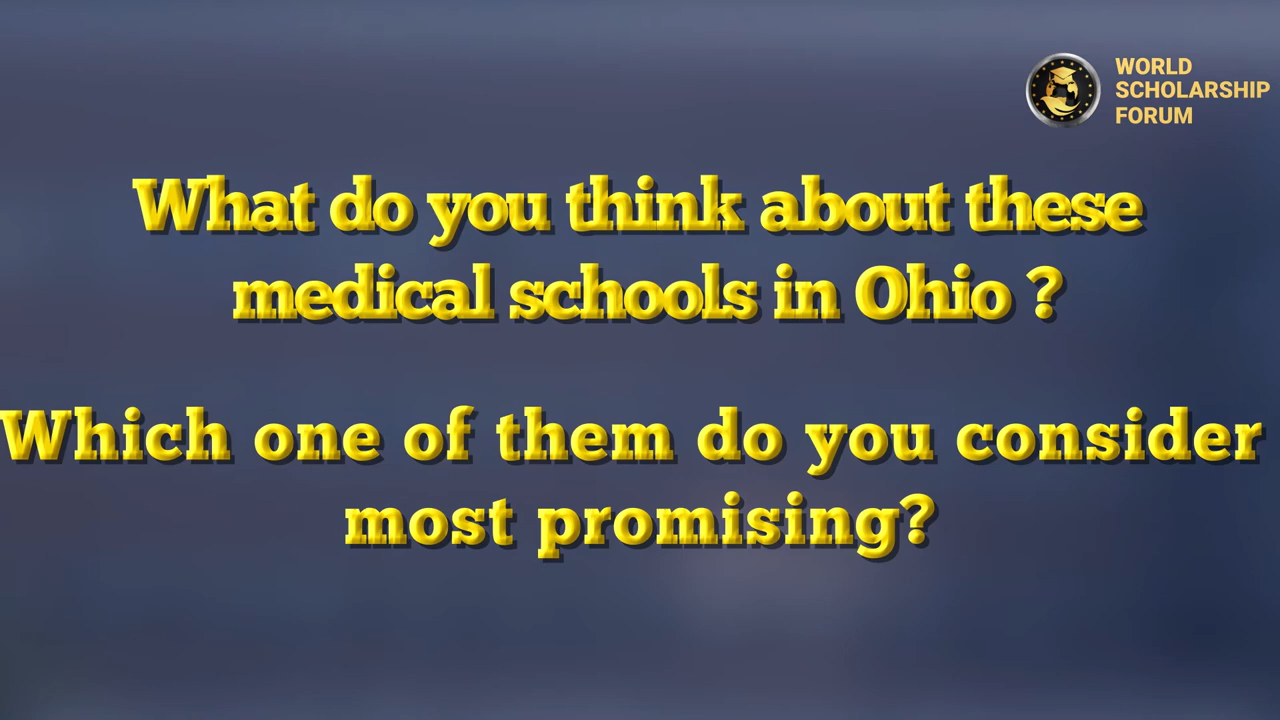 WORLD
SCHOLARSHIP
FORUM
What do you think about these
medical schools in Ohio ?
Which one of them do you consider
most promising?